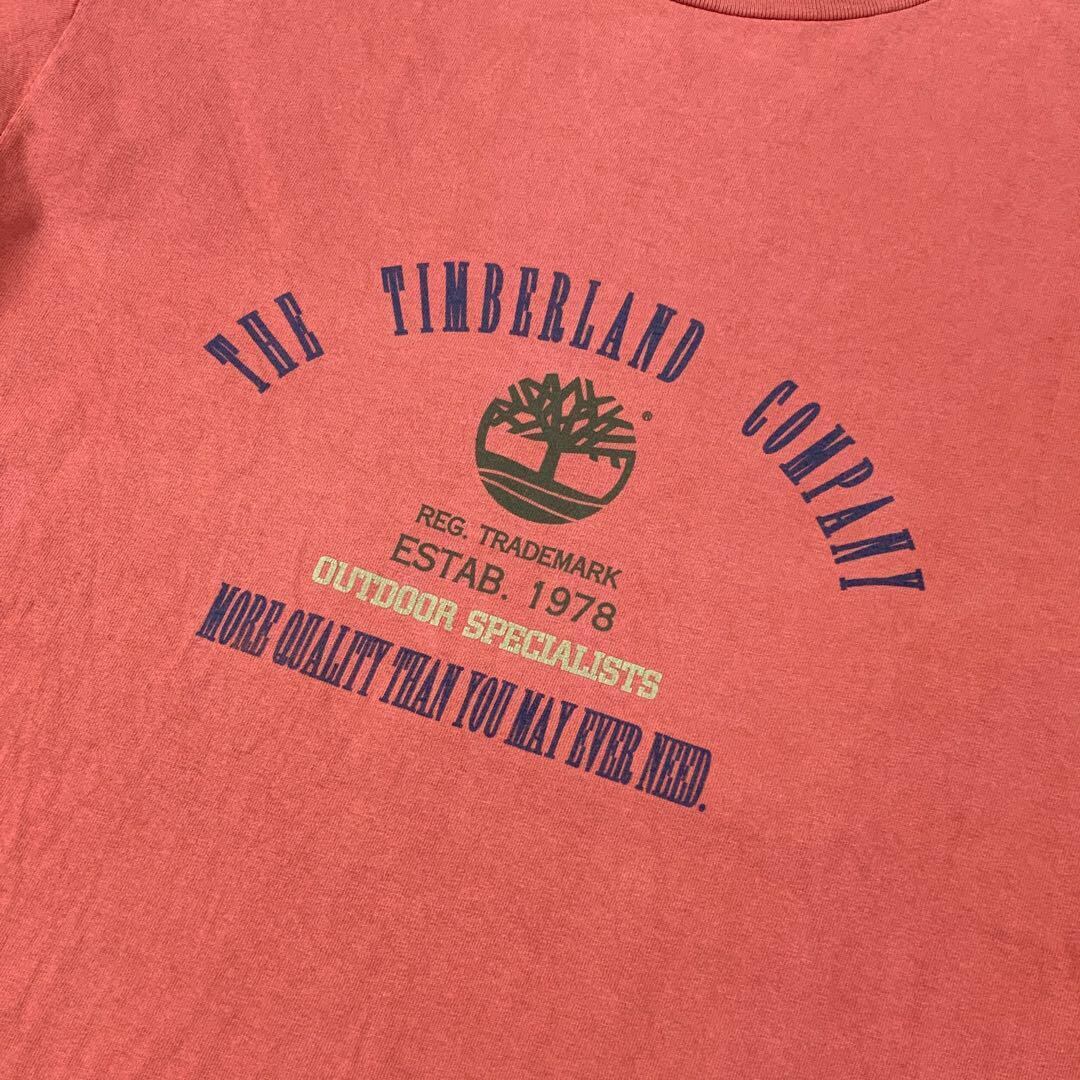 THE TIMBERLAND COMPANY
®
REG. TRADEMARK
ESTAB. 1978
OUTDOOR SPECIALISTS
MORE QUALITY THAN YOU MAY EVER NEED.